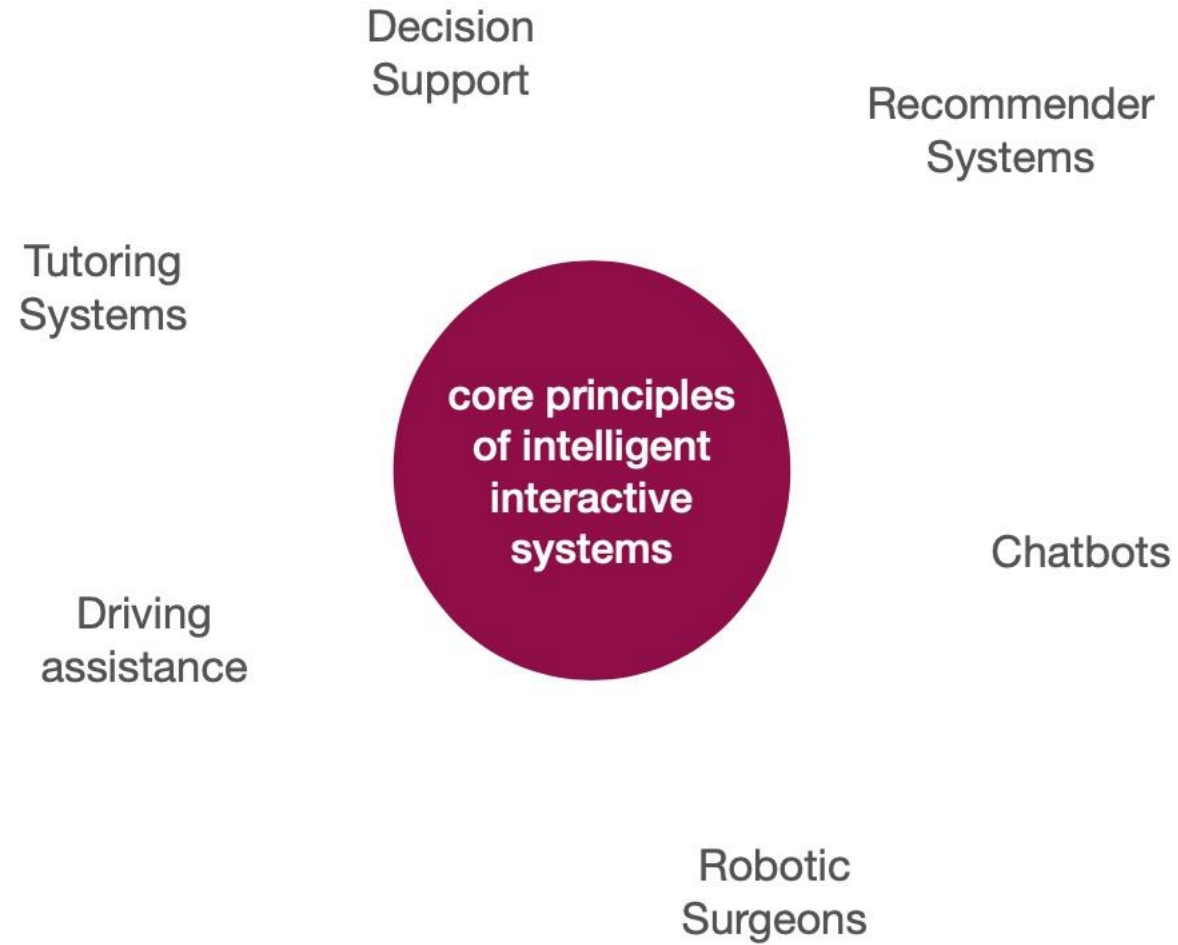 Decision
Support
Recommender
Systems
Tutoring
Systems
core principles
of intelligent
interactive
systems
Chatbots
Driving
assistance
Robotic
Surgeons